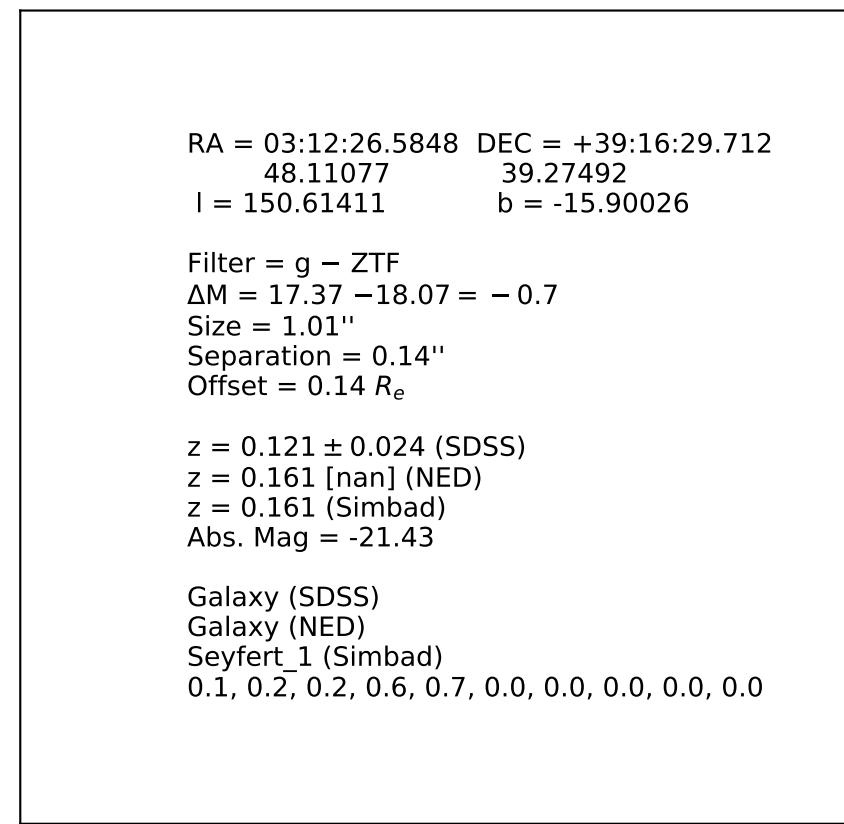 RA = 03:12:26.5848  DEC = +39:16:29.712
48.11077  39.27492
l = 150.61411  b = -15.90026
Filter = g − ZTF
ΔM = 17.37 −18.07 = − 0.7
Size = 1.01''
Separation = 0.14''
Offset = 0.14 Rₑ
z = 0.121 ± 0.024 (SDSS)
z = 0.161 [nan] (NED)
z = 0.161 (Simbad)
Abs. Mag = -21.43
Galaxy (SDSS)
Galaxy (NED)
Seyfert_1 (Simbad)
0.1, 0.2, 0.2, 0.6, 0.7, 0.0, 0.0, 0.0, 0.0, 0.0